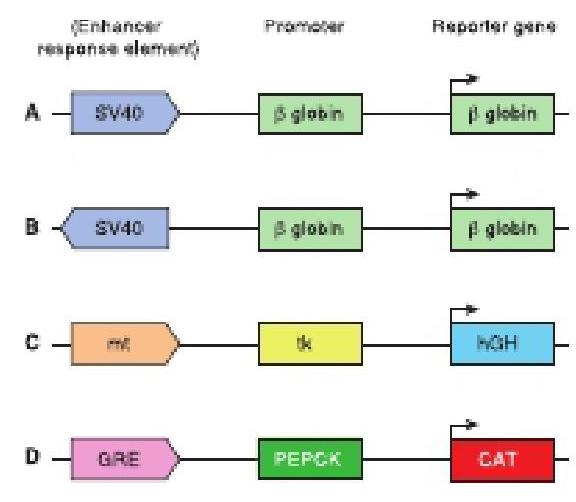 (Enhancer
response element)
Promoter
Reporter gene
A SV40 β globin β globin
B SV40 β globin β globin
C mt tk hGH
D GRE PEPCK CAT